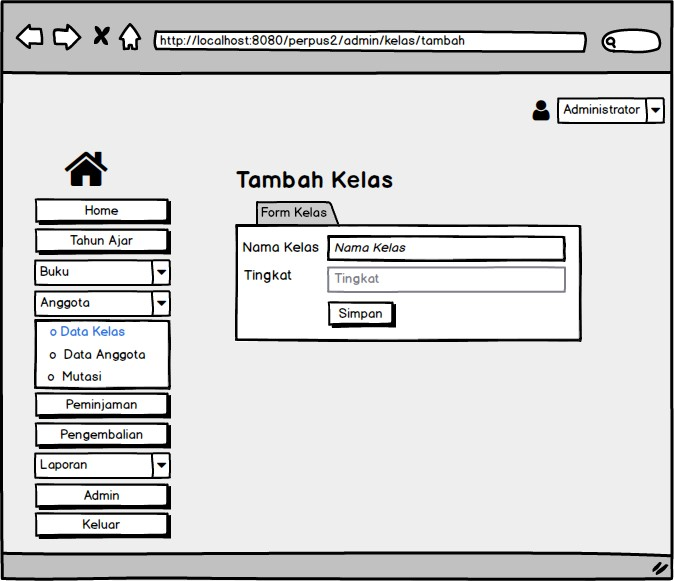 http://localhost:8080/perpus2/admin/kelas/tambah
Administrator
Home
Tahun Ajar
Buku
Anggota
Data Kelas
Data Anggota
Mutasi
Peminjaman
Pengembalian
Laporan
Admin
Keluar
Tambah Kelas
Form Kelas
Nama Kelas Nama Kelas
Tingkat Tingkat
Simpan